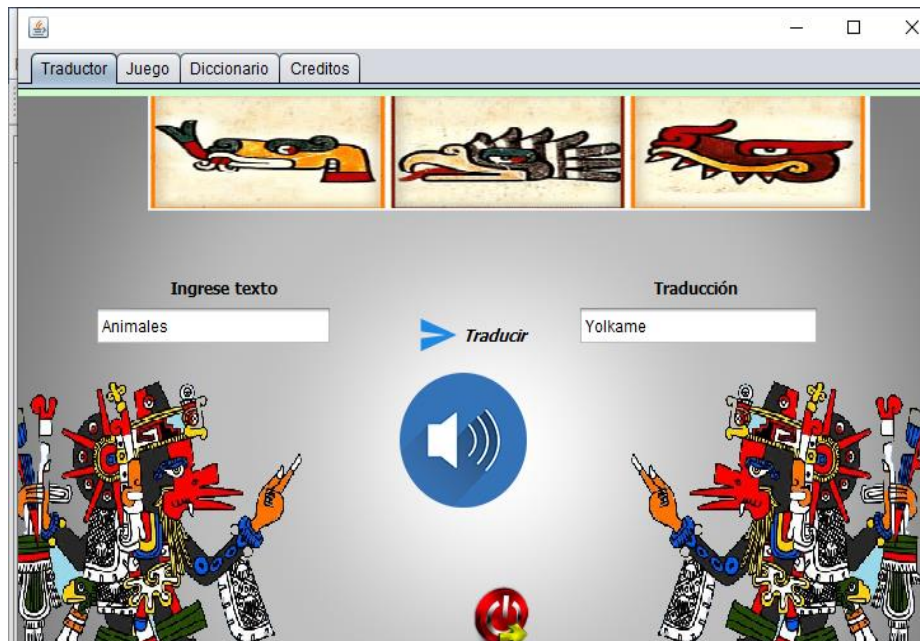 Traductor Juego Diccionario Creditos
Ingrese texto Traducción
Animales Yolkame
Traducir